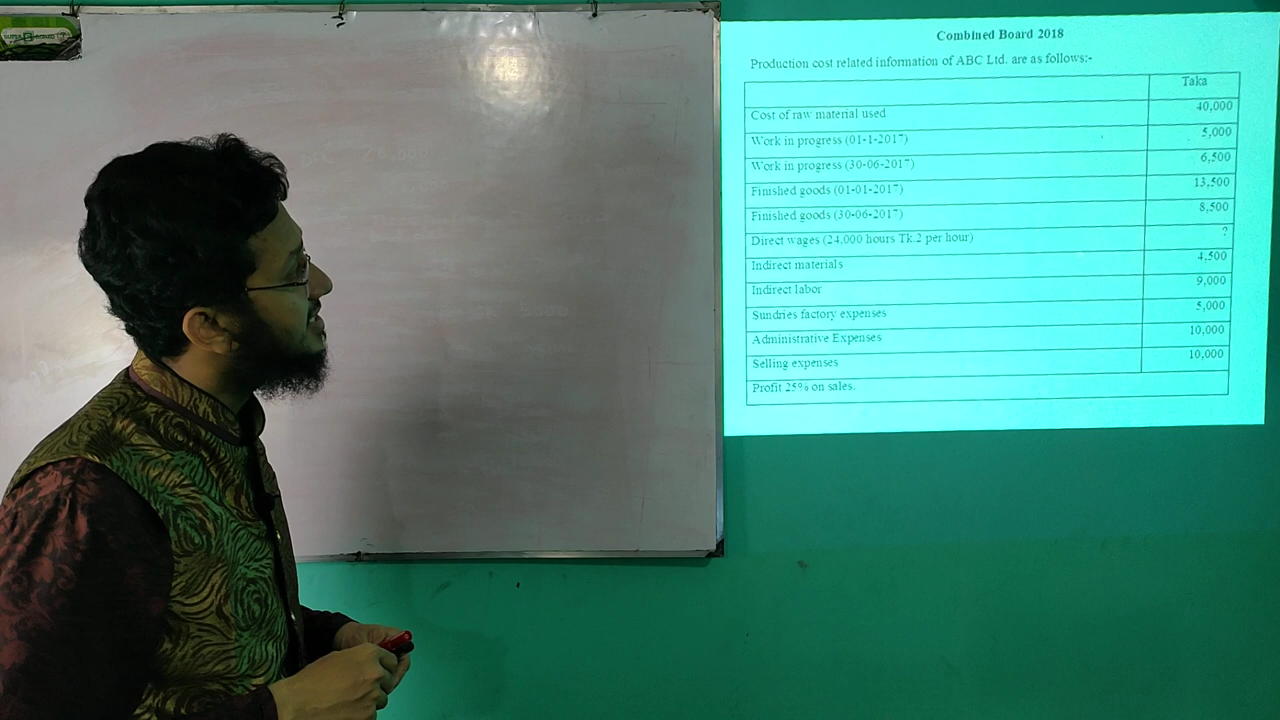 Combined Board 2018
Production cost related information of ABC Ltd. are as follows:-
Taka
Cost of raw material used 40,000
Work in progress (01-1-2017) 5,000
Work in progress (30-06-2017) 6,500
Finished goods (01-01-2017) 13,500
Finished goods (30-06-2017) 8,500
Direct wages (24,000 hours Tk.2 per hour) ?
Indirect materials 4,500
Indirect labor 9,000
Sundries factory expenses 5,000
Administrative Expenses 10,000
Selling expenses 10,000
Profit 25% on sales.